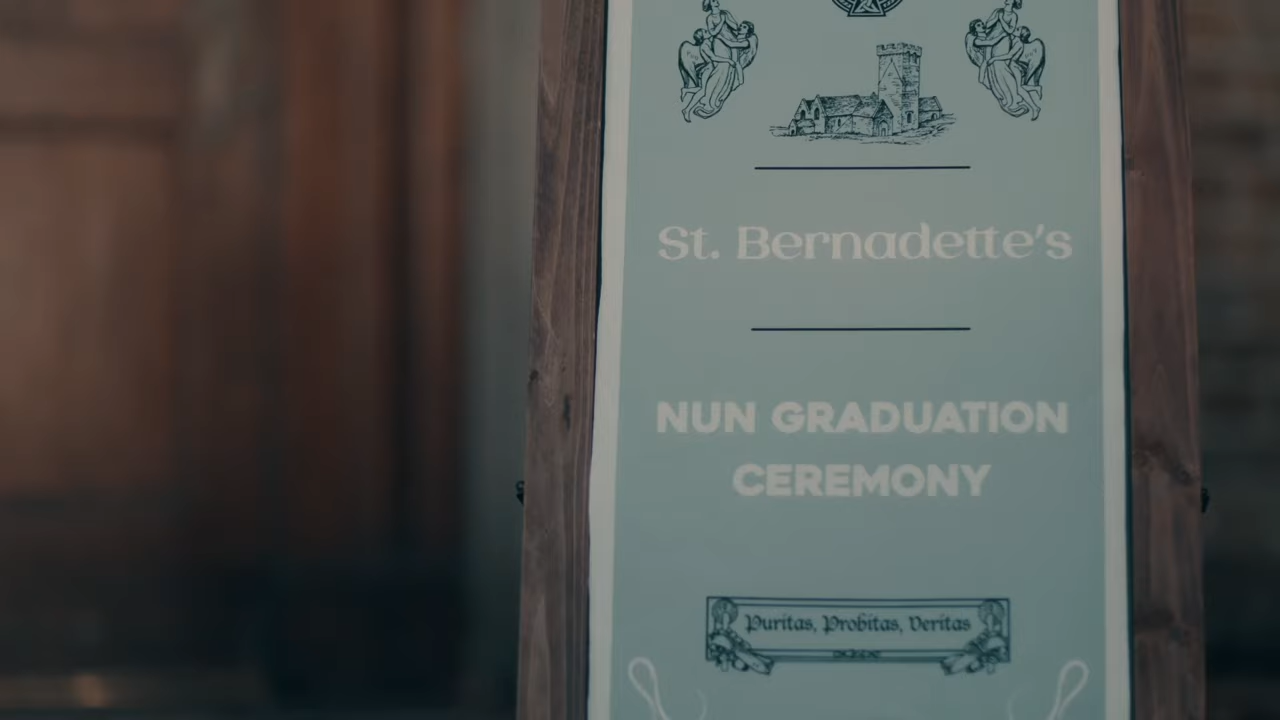 St. Bernadette's
NUN GRADUATION
CEREMONY
Puritas, Probitas, Veritas